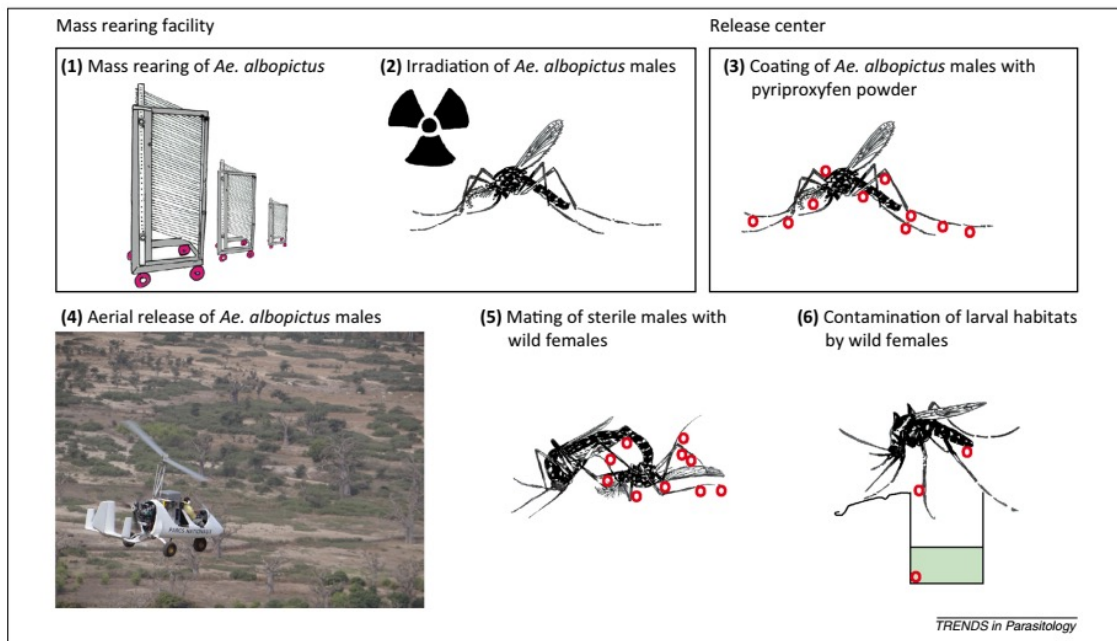 Mass rearing facility
Release center
(1) Mass rearing of Ae. albopictus
(2) Irradiation of Ae. albopictus males
(3) Coating of Ae. albopictus males with
pyriproxyfen powder
(4) Aerial release of Ae. albopictus males
(5) Mating of sterile males with
wild females
(6) Contamination of larval habitats
by wild females
PARCS NATIONAUX
TRENDS in Parasitology